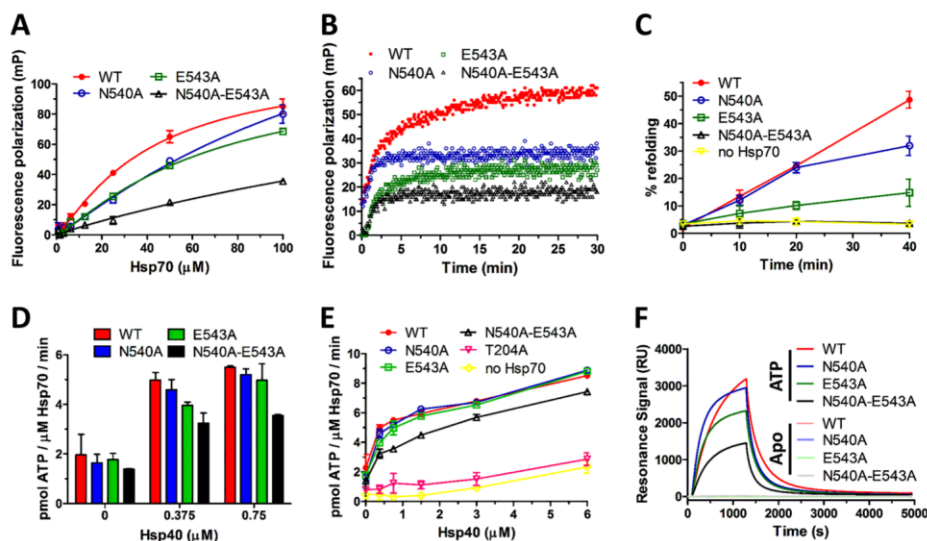 A
Fluorescence polarization (mP)
100
80
60
40
20
0
WT
N540A
E543A
N540A-E543A
0 20 40 60 80 100
Hsp70 (μM)
B
Fluorescence polarization (mP)
WT
N540A
E543A
N540A-E543A
60
50
40
30
20
10
0
0 5 10 15 20 25 30
Time (min)
C
% refolding
WT
N540A
E543A
N540A-E543A
no Hsp70
60
50
40
30
20
10
0
0 10 20 30 40
Time (min)
D
pmol ATP / μM Hsp70 / min
WT
N540A
E543A
N540A-E543A
6
4
2
0
0 0.375 0.75
Hsp40 (μM)
E
pmol ATP / μM Hsp70 / min
WT
N540A
E543A
N540A-E543A
T204A
no Hsp70
10
8
6
4
2
0
0 1 2 3 4 5 6
Hsp40 (μM)
F
Resonance Signal (RU)
4000
3000
2000
1000
0
ATP
WT
N540A
E543A
N540A-E543A
Apo
WT
N540A
E543A
N540A-E543A
0 1000 2000 3000 4000 5000
Time (s)